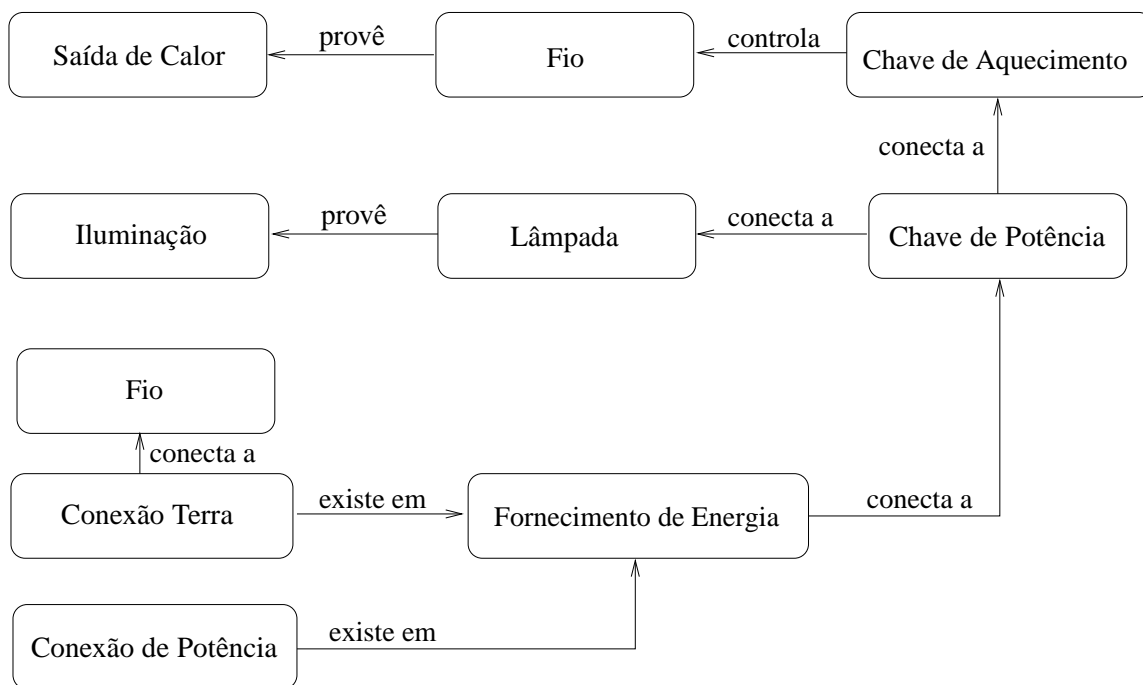 Saída de Calor
provê
Fio
controla
Chave de Aquecimento
conecta a
Iluminação
provê
Lâmpada
conecta a
Chave de Potência
Fio
conecta a
Conexão Terra
existe em
Fornecimento de Energia
conecta a
Conexão de Potência
existe em